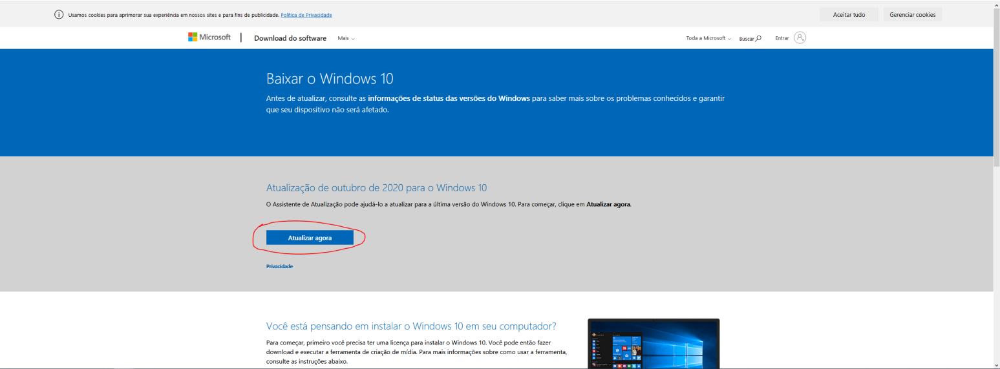 Usamos cookies para aprimorar sua experiência em nossos sites e para fins de publicidade. Política de Privacidade
Aceitar tudo
Gerenciar cookies
Microsoft
Download do software
Mais
Toda a Microsoft
Buscar
Entrar
Baixar o Windows 10
Antes de atualizar, consulte as informações de status das versões do Windows para saber mais sobre os problemas conhecidos e garantir
que seu dispositivo não será afetado.
Atualização de outubro de 2020 para o Windows 10
O Assistente de Atualização pode ajudá-lo a atualizar para a última versão do Windows 10. Para começar, clique em Atualizar agora.
Atualizar agora
Privacidade
Você está pensando em instalar o Windows 10 em seu computador?
Para começar, primeiro você precisa ter uma licença para instalar o Windows 10. Você pode então fazer
download e executar a ferramenta de criação de mídia. Para mais informações sobre como usar a ferramenta,
consulte as instruções abaixo.